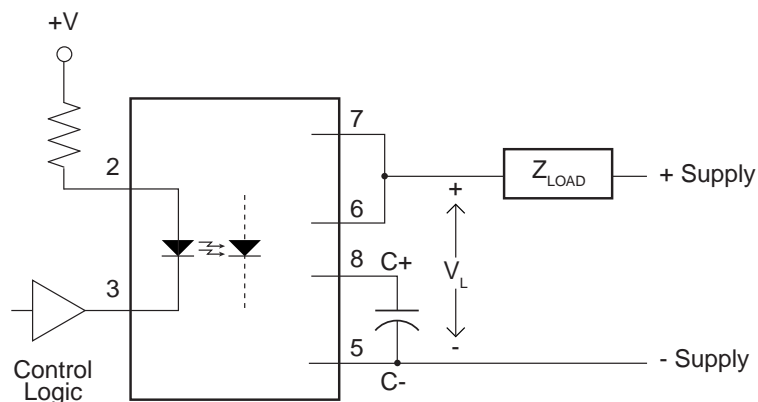 +V
7
2
Z_LOAD
+
+ Supply
6
8
C+
3
V_L
-
5
- Supply
C-
Control
Logic